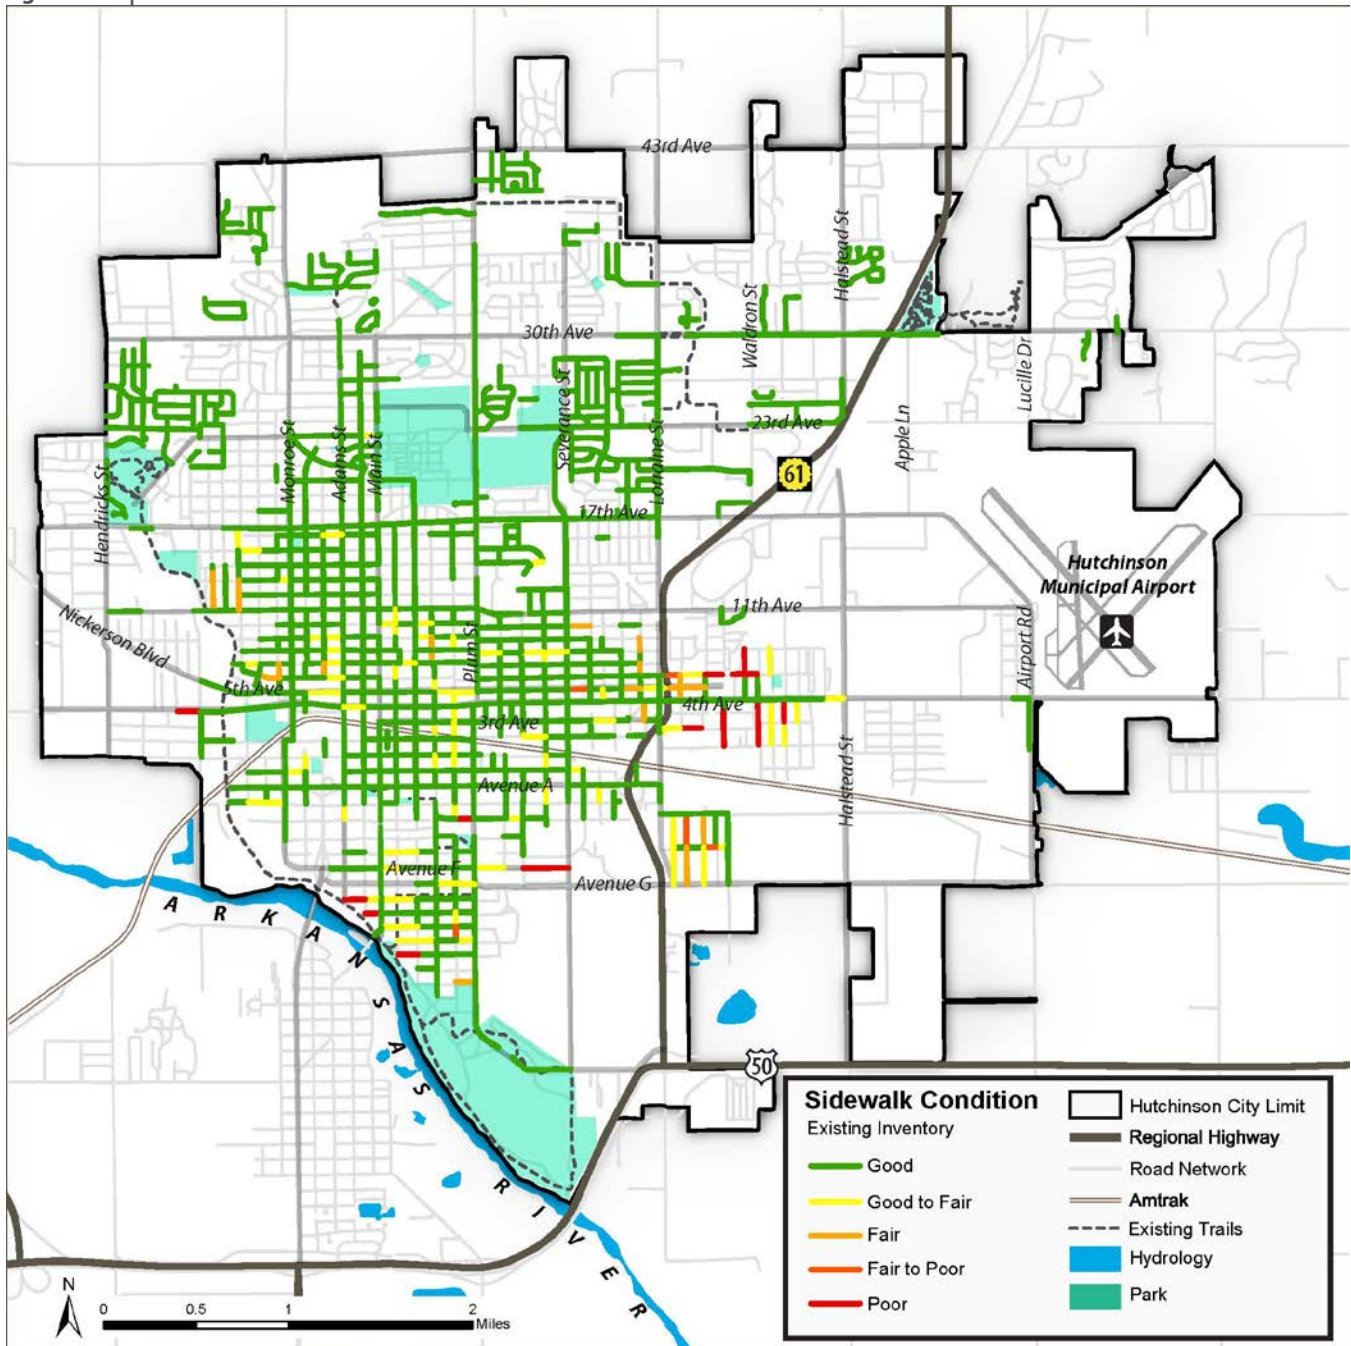 43rd Ave
Halstead St
Waldron St
30th Ave
Lucille Dr
Severance St
23rd Ave
Apple Ln
Monroe St
Adams St
Main St
Lorraine St
61
Hendricks St
17th Ave
Hutchinson
Municipal Airport
Nickerson Blvd
11th Ave
Plum St
Airport Rd
5th Ave
4th Ave
3rd Ave
Avenue A
Halstead St
Avenue F
Avenue G
ARKANSAS RIVER
50
Sidewalk Condition
Existing Inventory
Good
Good to Fair
Fair
Fair to Poor
Poor
Hutchinson City Limit
Regional Highway
Road Network
Amtrak
Existing Trails
Hydrology
Park
N
0 0.5 1 2
Miles